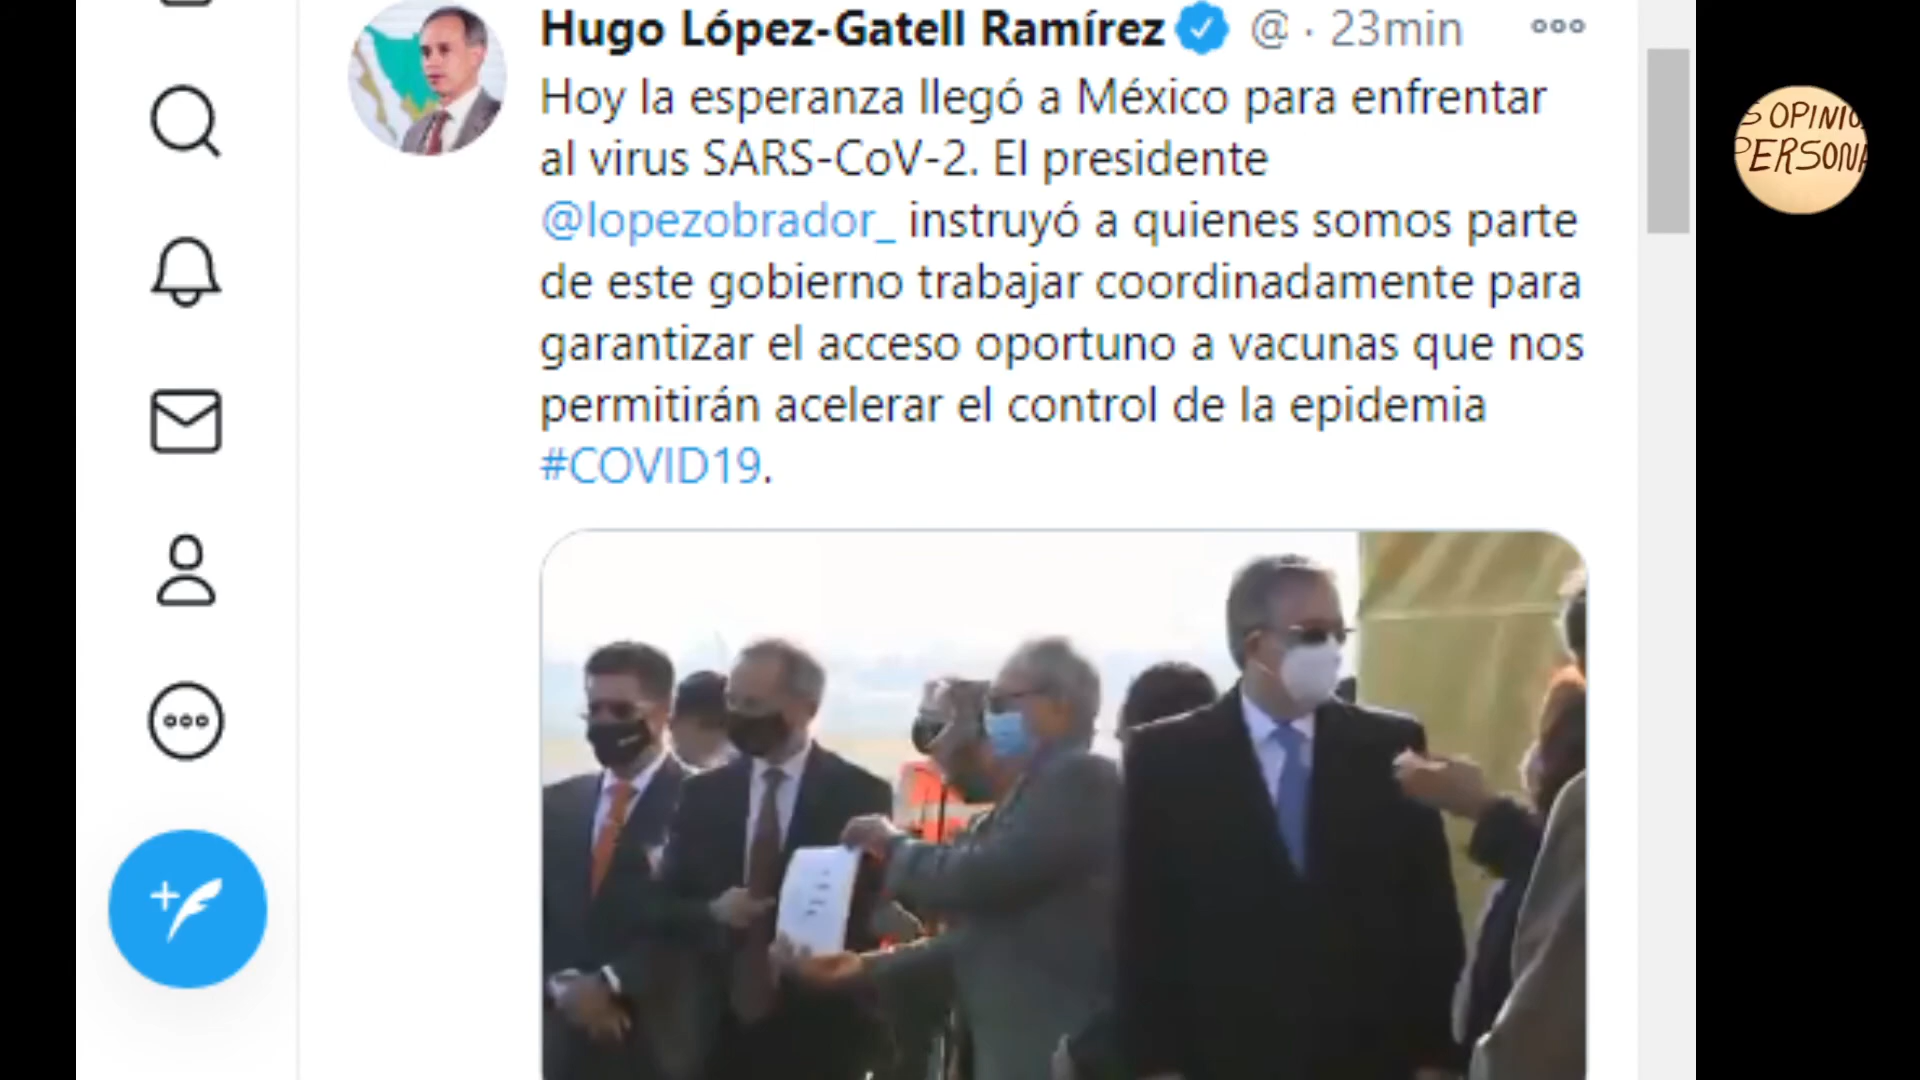 Hugo López-Gatell Ramírez @ · 23min
Hoy la esperanza llegó a México para enfrentar
al virus SARS-CoV-2. El presidente
@lopezobrador_ instruyó a quienes somos parte
de este gobierno trabajar coordinadamente para
garantizar el acceso oportuno a vacunas que nos
permitirán acelerar el control de la epidemia
#COVID19.
S OPINIO
PERSONA